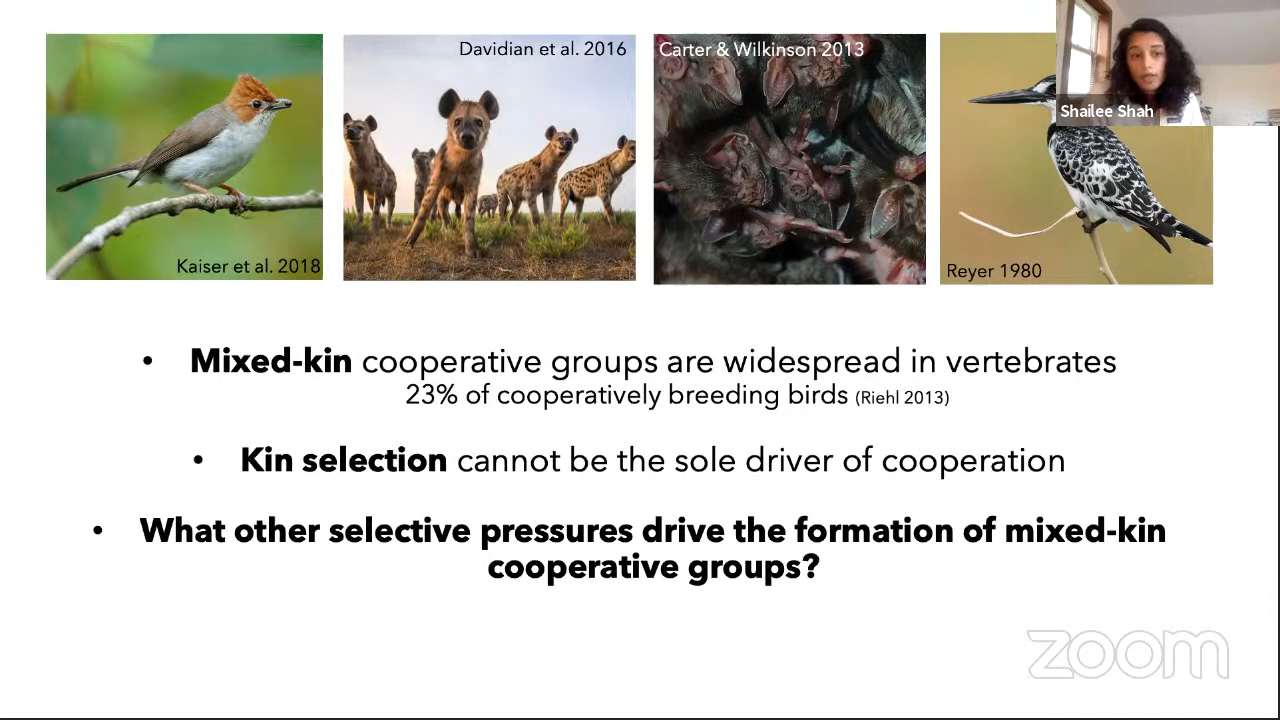 Davidian et al. 2016
Carter & Wilkinson 2013
Shailee Shah
Kaiser et al. 2018
Reyer 1980
• Mixed-kin cooperative groups are widespread in vertebrates
23% of cooperatively breeding birds (Riehl 2013)
• Kin selection cannot be the sole driver of cooperation
• What other selective pressures drive the formation of mixed-kin
cooperative groups?
zoom